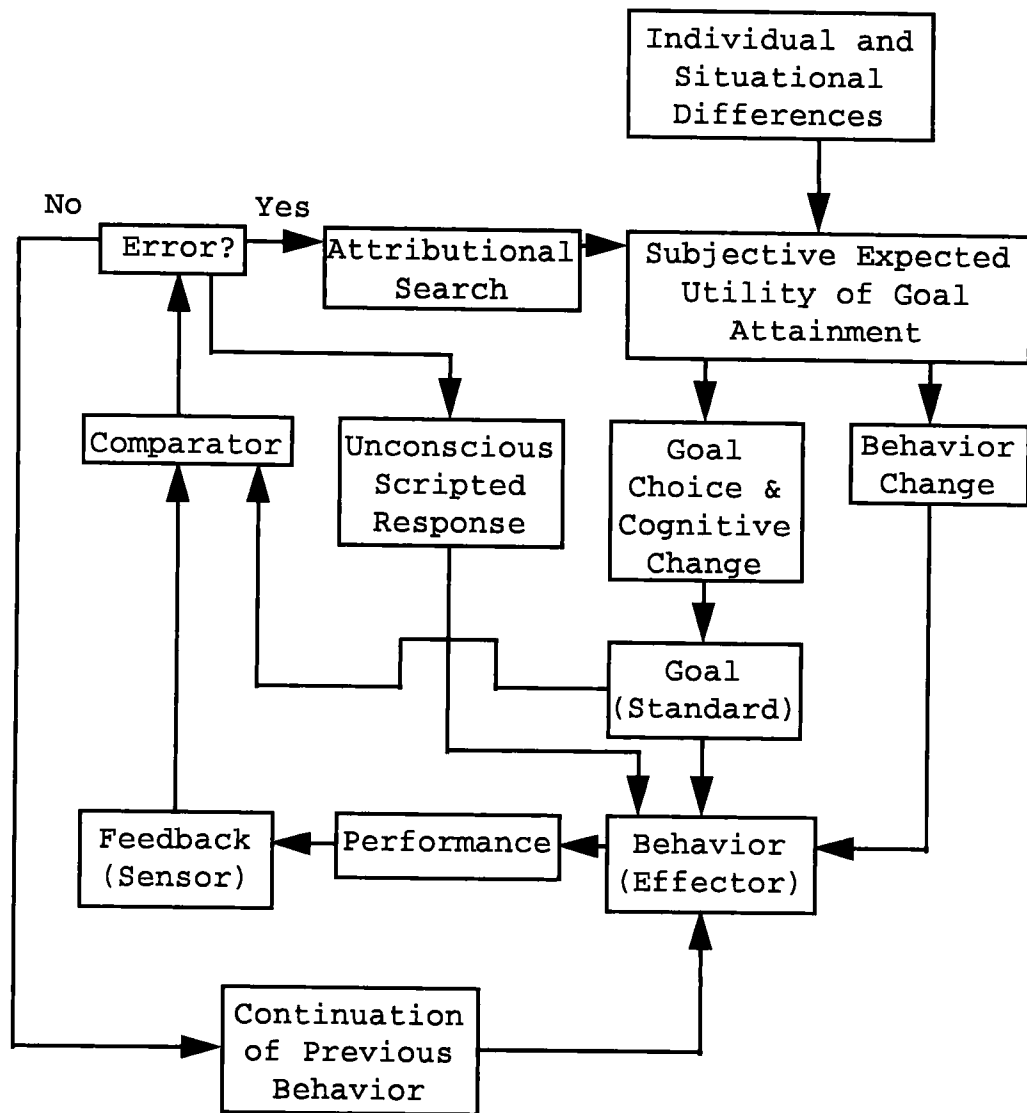 Individual and
Situational
Differences
No
Yes
Error?
Attributional
Search
Subjective Expected
Utility of Goal
Attainment
Comparator
Unconscious
Scripted
Response
Goal
Choice &
Cognitive
Change
Behavior
Change
Goal
(Standard)
Feedback
(Sensor)
Performance
Behavior
(Effector)
Continuation
of Previous
Behavior